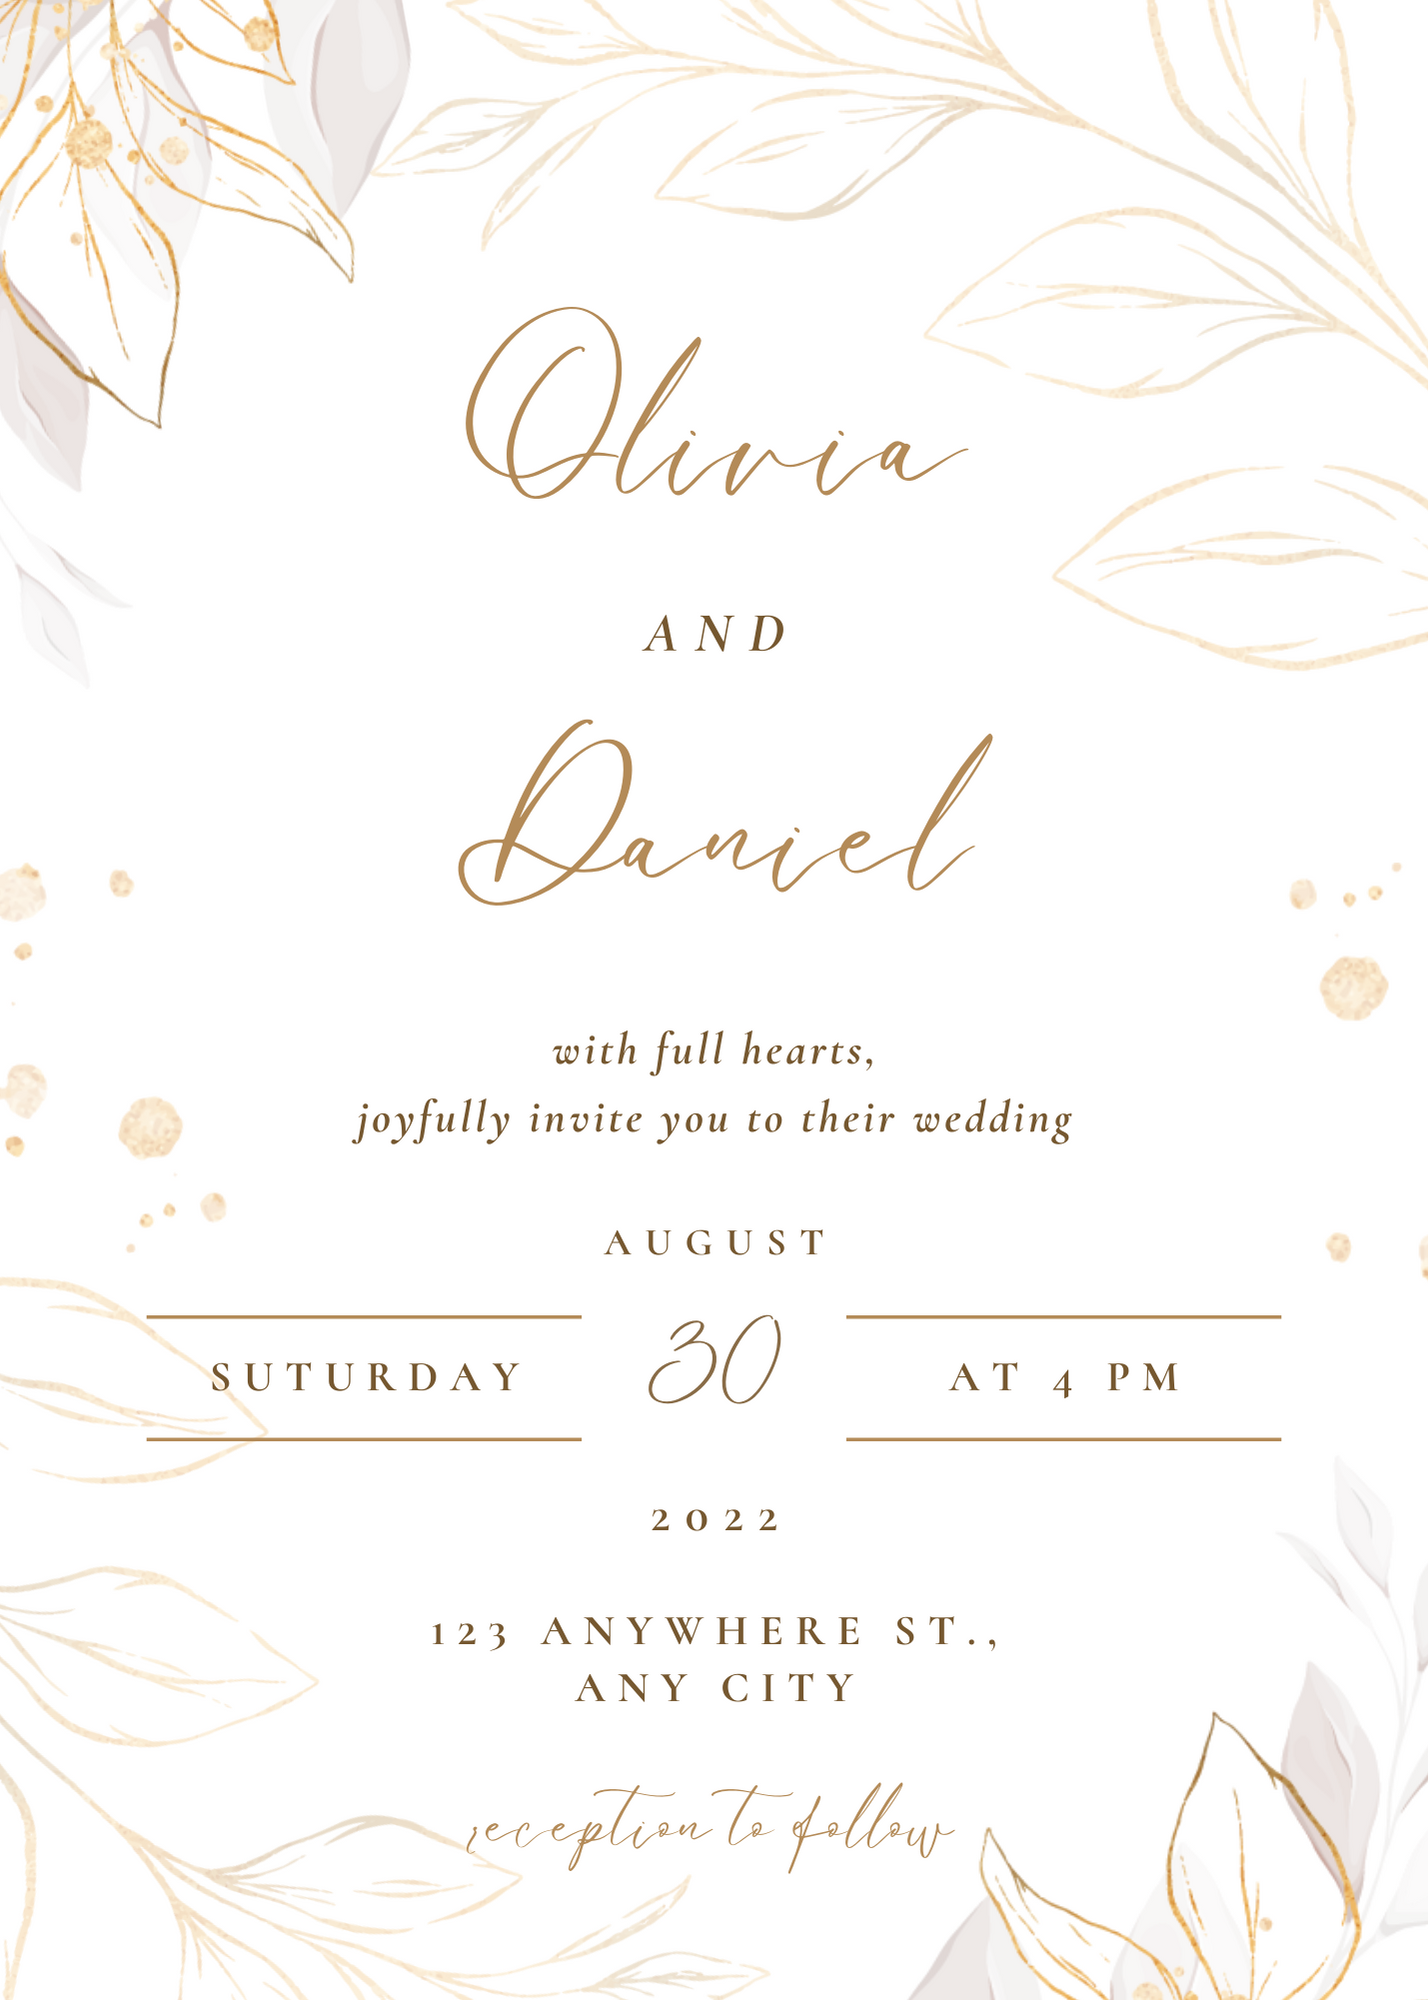 Olivia
AND
Daniel
with full hearts,
joyfully invite you to their wedding
AUGUST
SUTURDAY 30 AT 4 PM
2022
123 ANYWHERE ST.,
ANY CITY
reception to follow